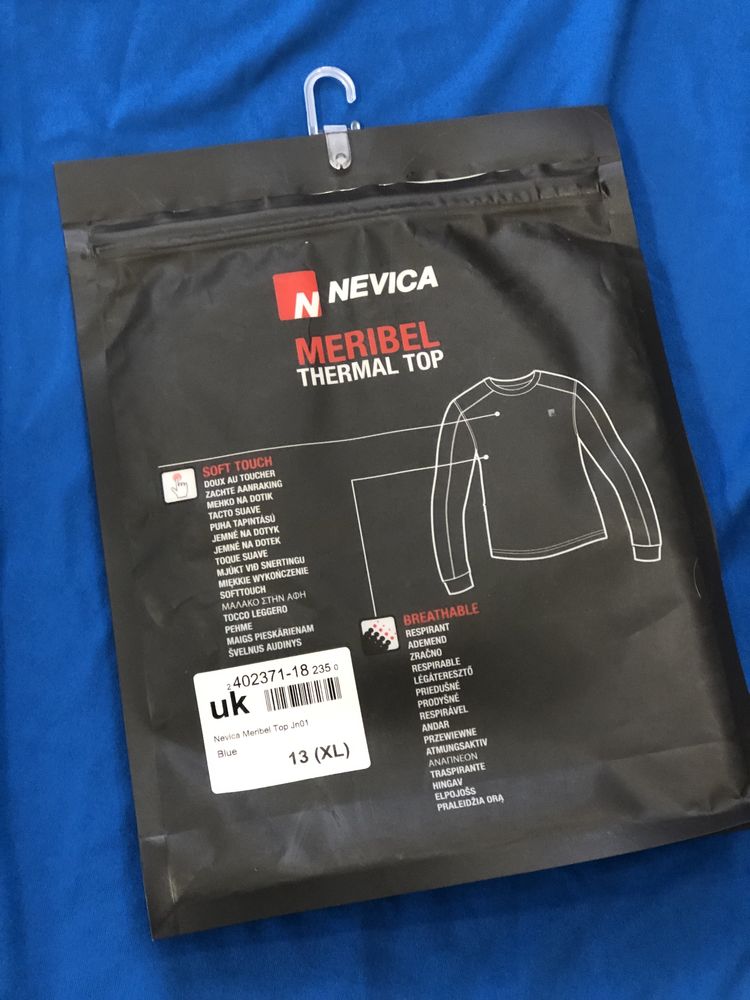 N NEVICA
MERIBEL
THERMAL TOP
SOFT TOUCH
DOUX AU TOUCHER
ZACHTE AANRAKING
MEHKO NA DOTIK
TACTO SUAVE
PUHA TAPINTÁSÚ
JEMNÉ NA DOTYK
JEMNÉ NA DOTEK
TOQUE SUAVE
MJÚKT VIÐ SNERTINGU
MIĘKKIE WYKOŃCZENIE
SOFTTOUCH
ΜΑΛΑΚΟ ΣΤΗΝ ΑΦΗ
TOCCO LEGGERO
PEHME
MAIGS PIESKĀRIENAM
ŠVELNUS AUDINYS
BREATHABLE
RESPIRANT
ADEMEND
ZRAČNO
RESPIRABLE
LÉGÁTERESZTŐ
PRIEDUŠNÉ
PRODYŠNÉ
RESPIRÁVEL
ANDAR
PRZEWIEWNE
ATMUNGSAKTIV
ΑΝΑΠΝΕΟΝ
TRASPIRANTE
HINGAV
ELPOJOŠS
PRALEIDŽIA ORĄ
2 402371-18 235 0
uk
Nevica Meribel Top Jn01
Blue
13 (XL)